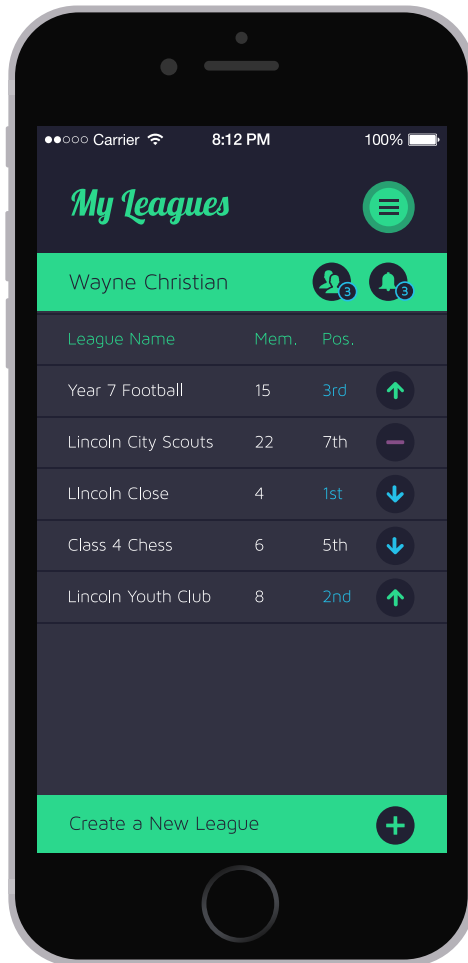 Carrier 8:12 PM 100%
My Leagues
Wayne Christian 3 3
League Name Mem. Pos.
Year 7 Football 15 3rd
Lincoln City Scouts 22 7th
LIncoln Close 4 1st
Class 4 Chess 6 5th
Lincoln Youth Club 8 2nd
Create a New League